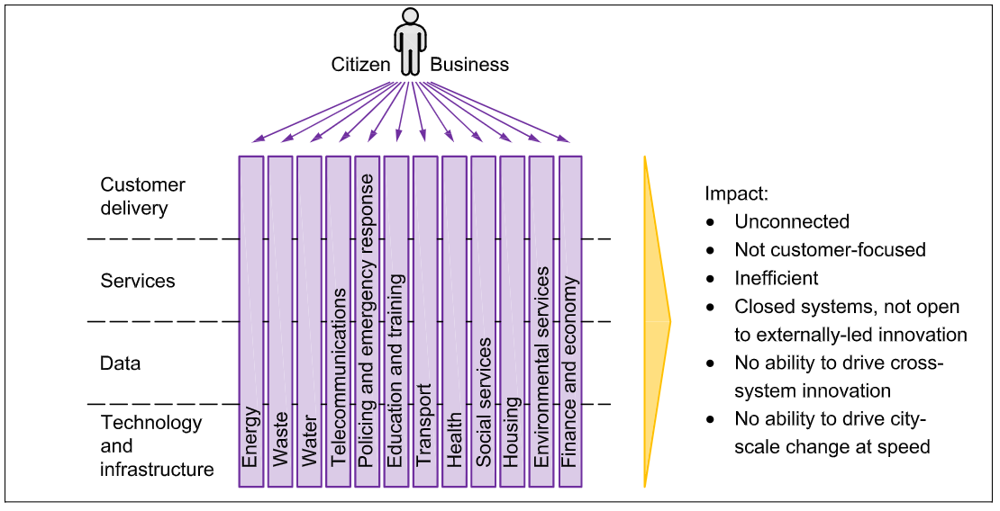 Citizen Business
Customer
delivery
Services
Data
Technology
and
infrastructure
Energy
Waste
Water
Telecommunications
Policing and emergency response
Education and training
Transport
Health
Social services
Housing
Environmental services
Finance and economy
Impact:
● Unconnected
● Not customer-focused
● Inefficient
● Closed systems, not open
to externally-led innovation
● No ability to drive cross-
system innovation
● No ability to drive city-
scale change at speed